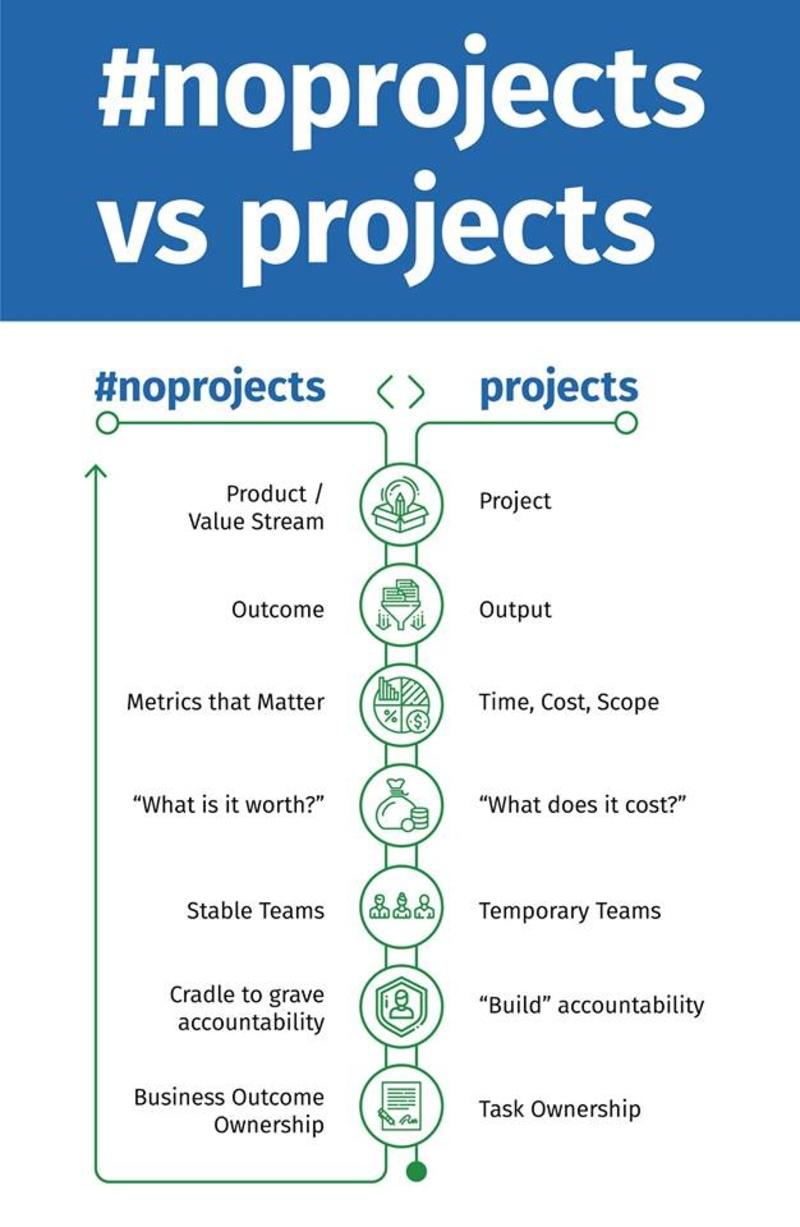 #noprojects
vs projects
#noprojects <> projects
Product /
Value Stream
Project
Outcome
Output
Metrics that Matter
Time, Cost, Scope
“What is it worth?”
“What does it cost?”
Stable Teams
Temporary Teams
Cradle to grave
accountability
“Build” accountability
Business Outcome
Ownership
Task Ownership